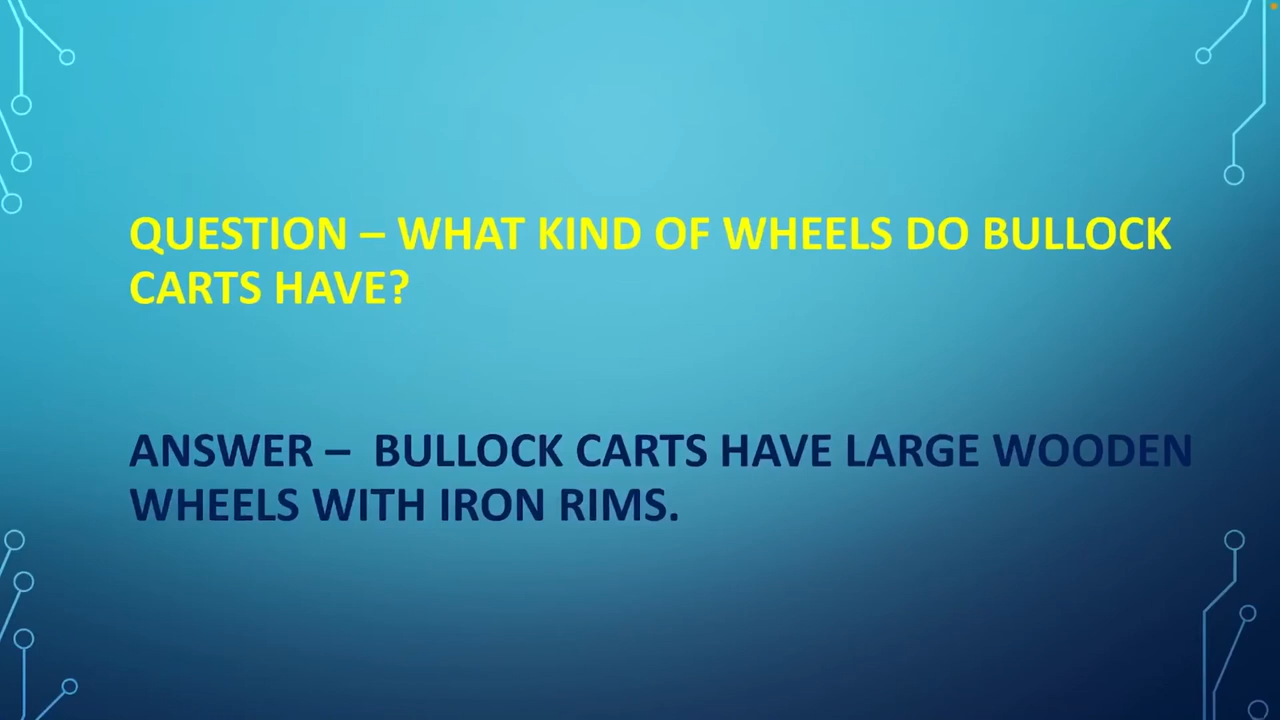 QUESTION – WHAT KIND OF WHEELS DO BULLOCK
CARTS HAVE?
ANSWER –  BULLOCK CARTS HAVE LARGE WOODEN
WHEELS WITH IRON RIMS.